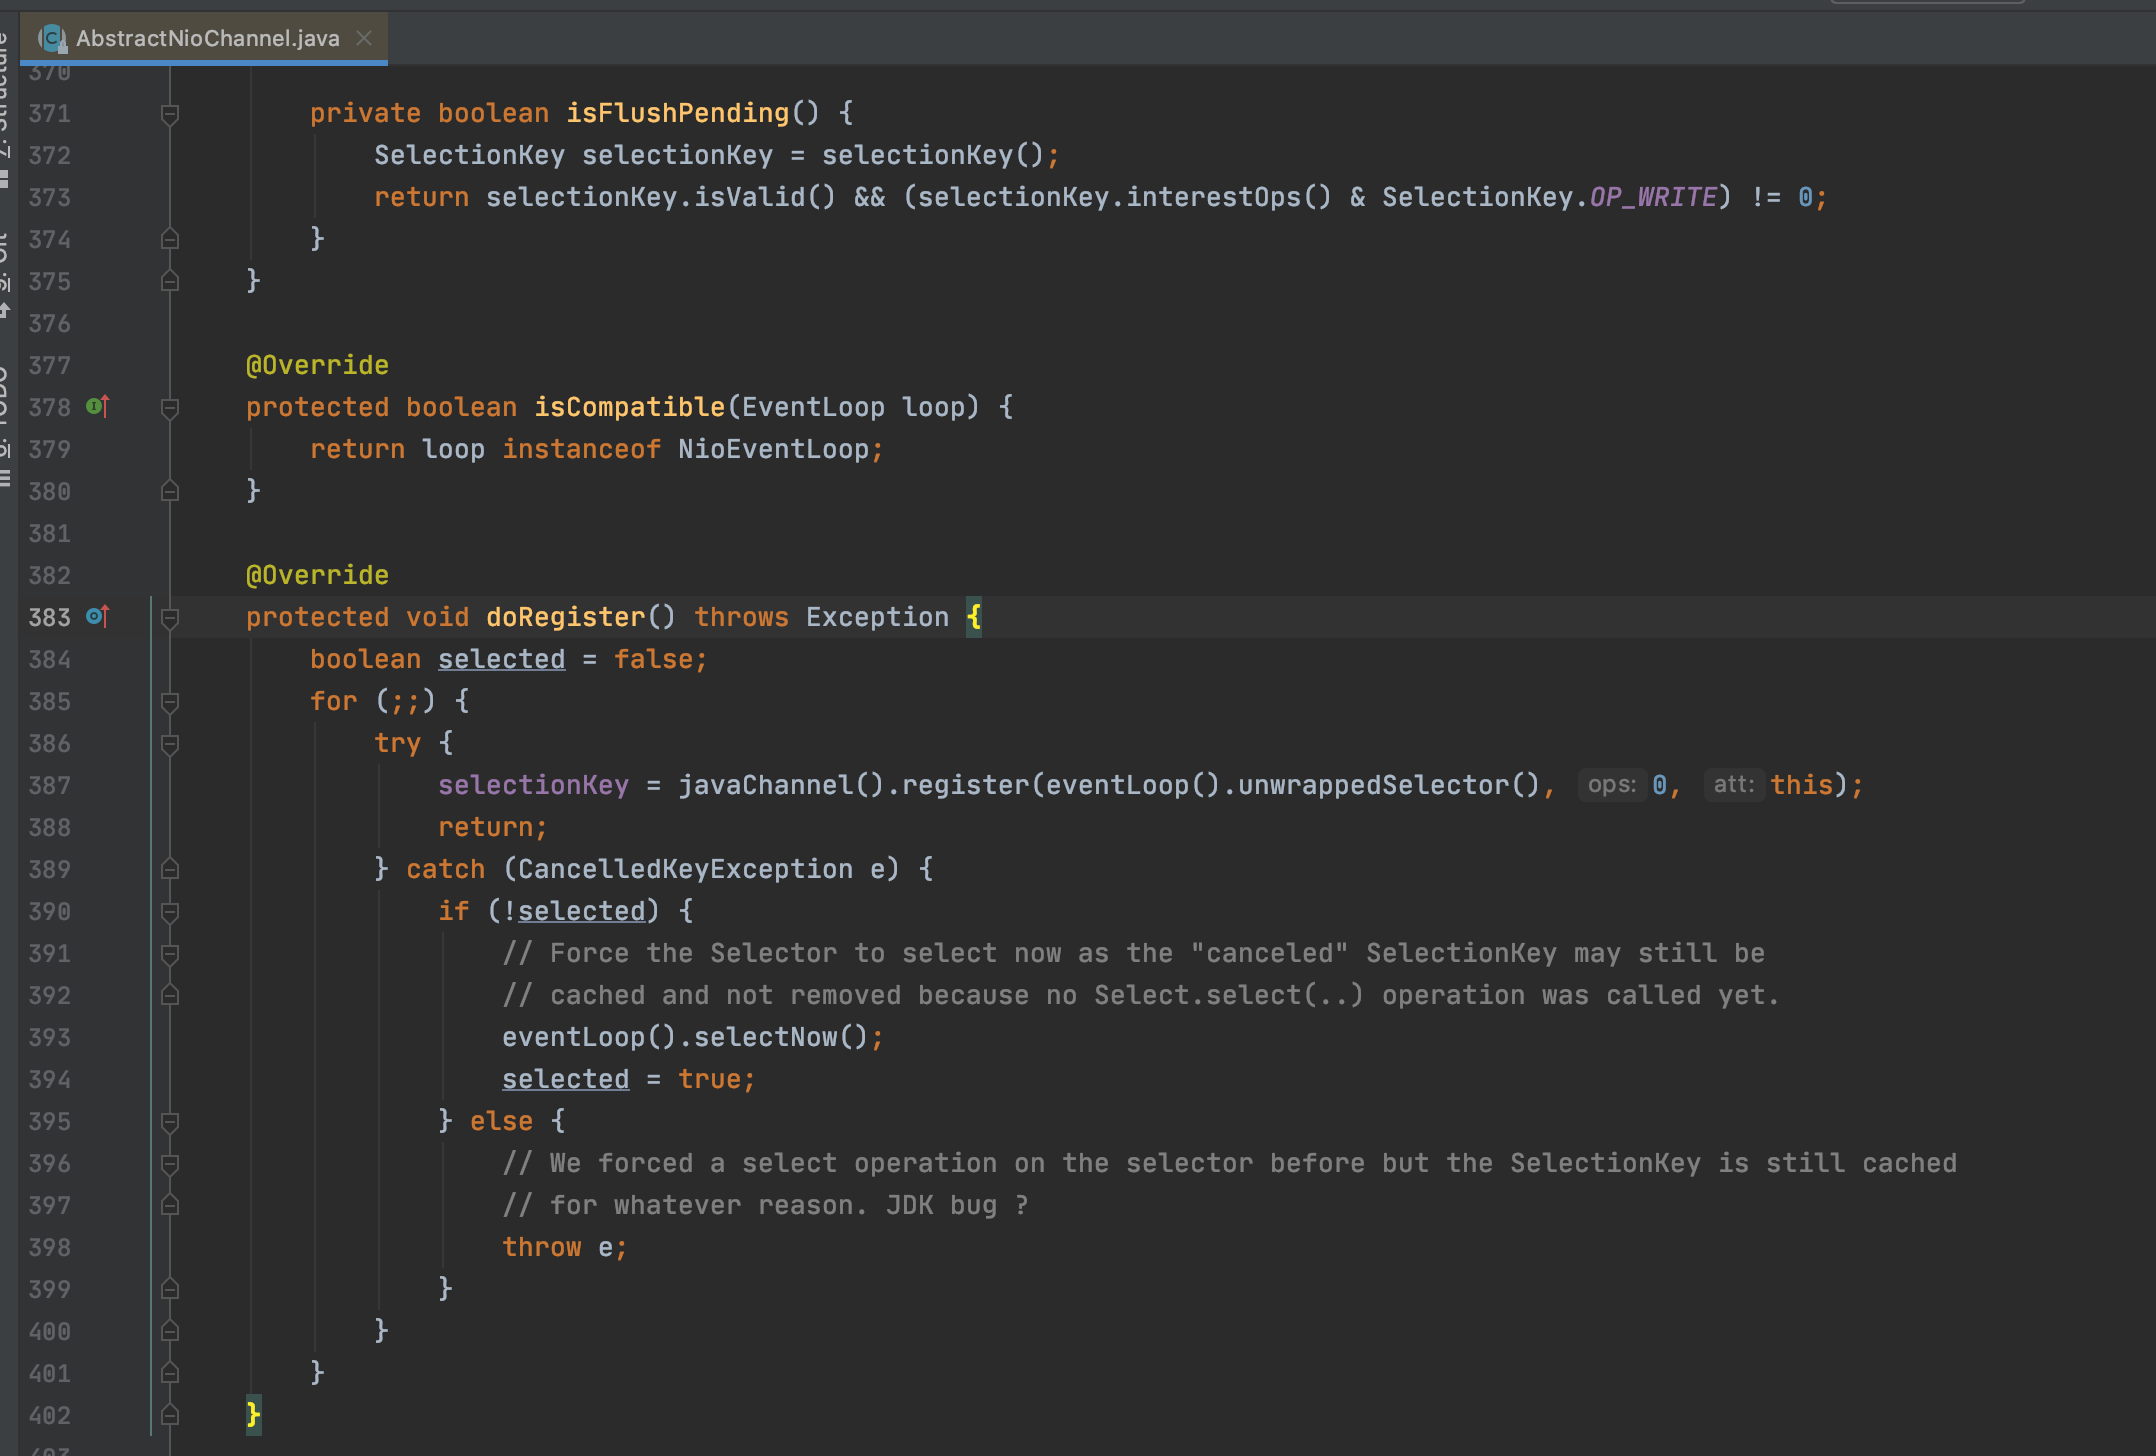 AbstractNioChannel.java
370
371 private boolean isFlushPending() {
372 SelectionKey selectionKey = selectionKey();
373 return selectionKey.isValid() && (selectionKey.interestOps() & SelectionKey.OP_WRITE) != 0;
374 }
375 }
376
377 @Override
378 protected boolean isCompatible(EventLoop loop) {
379 return loop instanceof NioEventLoop;
380 }
381
382 @Override
383 protected void doRegister() throws Exception {
384 boolean selected = false;
385 for (;;) {
386 try {
387 selectionKey = javaChannel().register(eventLoop().unwrappedSelector(), ops: 0, att: this);
388 return;
389 } catch (CancelledKeyException e) {
390 if (!selected) {
391 // Force the Selector to select now as the "canceled" SelectionKey may still be
392 // cached and not removed because no Select.select(..) operation was called yet.
393 eventLoop().selectNow();
394 selected = true;
395 } else {
396 // We forced a select operation on the selector before but the SelectionKey is still cached
397 // for whatever reason. JDK bug ?
398 throw e;
399 }
400 }
401 }
402 }
403
Structure
TODO